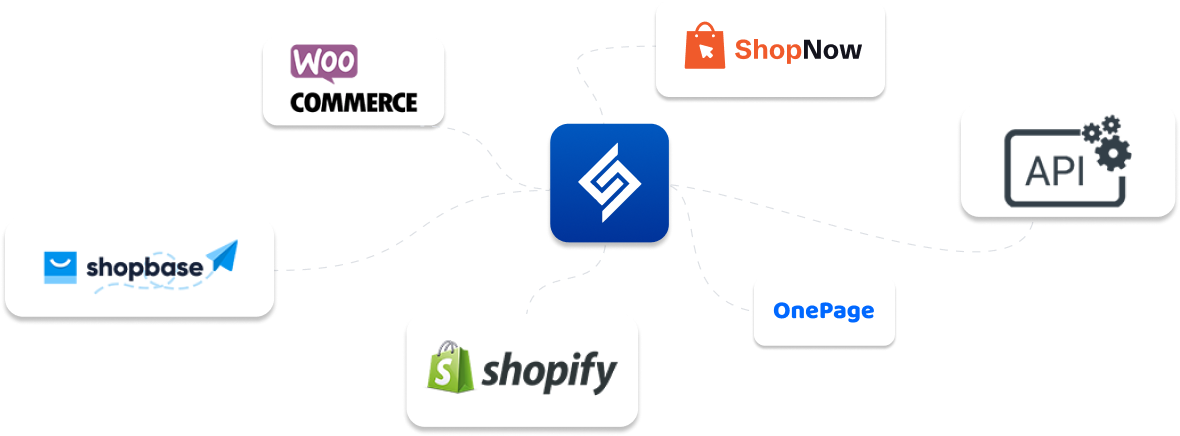 WOO
COMMERCE
ShopNow
API
shopbase
OnePage
S
shopify